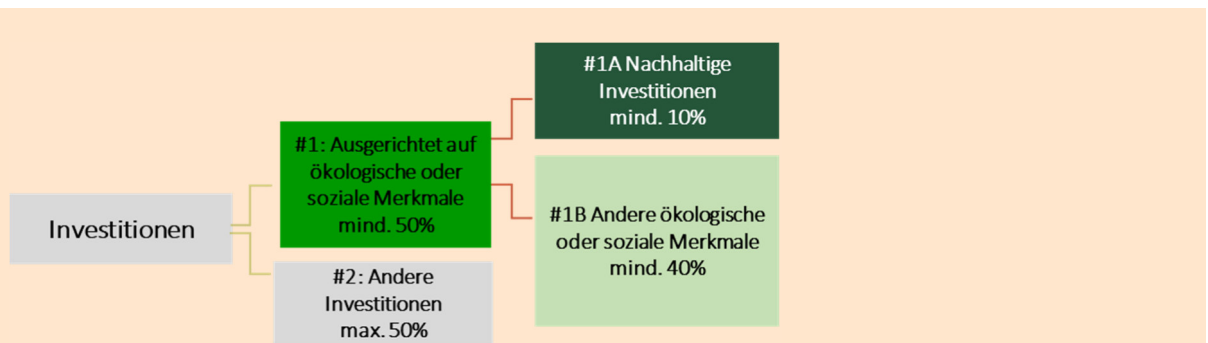 Investitionen
#1: Ausgerichtet auf
ökologische oder
soziale Merkmale
mind. 50%
#2: Andere
Investitionen
max. 50%
#1A Nachhaltige
Investitionen
mind. 10%
#1B Andere ökologische
oder soziale Merkmale
mind. 40%